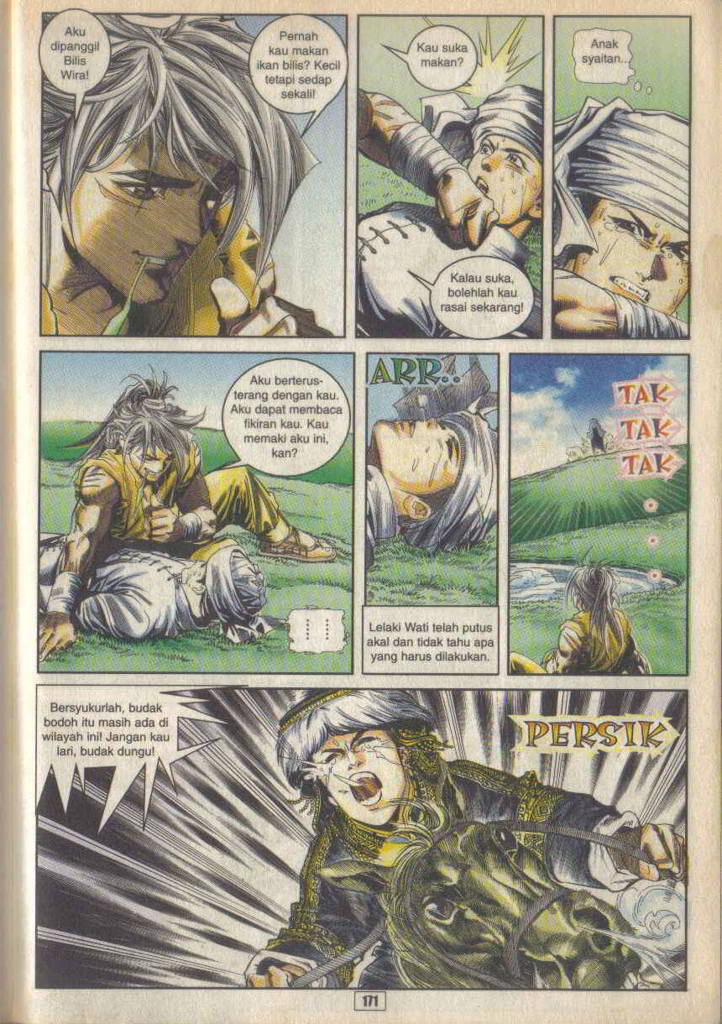 Aku
dipanggil
Bilis
Wira!
Pernah
kau makan
ikan bilis? Kecil
tetapi sedap
sekali!
Kau suka
makan?
Kalau suka,
bolehlah kau
rasai sekarang!
Anak
syaitan...
Aku berterus-
terang dengan kau.
Aku dapat membaca
fikiran kau. Kau
memaki aku ini,
kan?
ARR..
Lelaki Wati telah putus
akal dan tidak tahu apa
yang harus dilakukan.
TAK
TAK
TAK
Bersyukurlah, budak
bodoh itu masih ada di
wilayah ini! Jangan kau
lari, budak dungu!
PERSIK
171